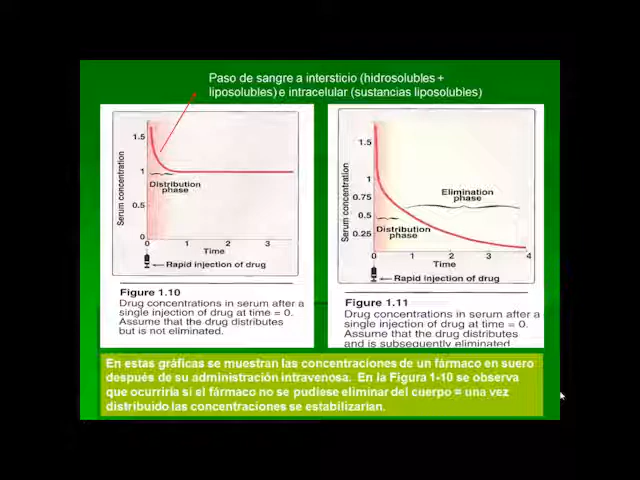 Paso de sangre a intersticio (hidrosolubles +
liposolubles) e intracelular (sustancias liposolubles)
Serum concentration
1.5
1
0.5
0
Distribution
phase
0 1 2 3
Time
Rapid injection of drug
Figure 1.10
Drug concentrations in serum after a
single injection of drug at time = 0.
Assume that the drug distributes
but is not eliminated.
Serum concentration
1.5
1
0.75
0.5
0.25
Elimination
phase
Distribution
phase
0 1 2 3 4
Time
Rapid injection of drug
Figure 1.11
Drug concentrations in serum after a
single injection of drug at time = 0.
Assume that the drug distributes
and is subsequently eliminated
En estas gráficas se muestran las concentraciones de un fármaco en suero
después de su administración intravenosa. En la Figura 1-10 se observa
que ocurriría si el fármaco no se pudiese eliminar del cuerpo = una vez
distribuido las concentraciones se estabilizarían.